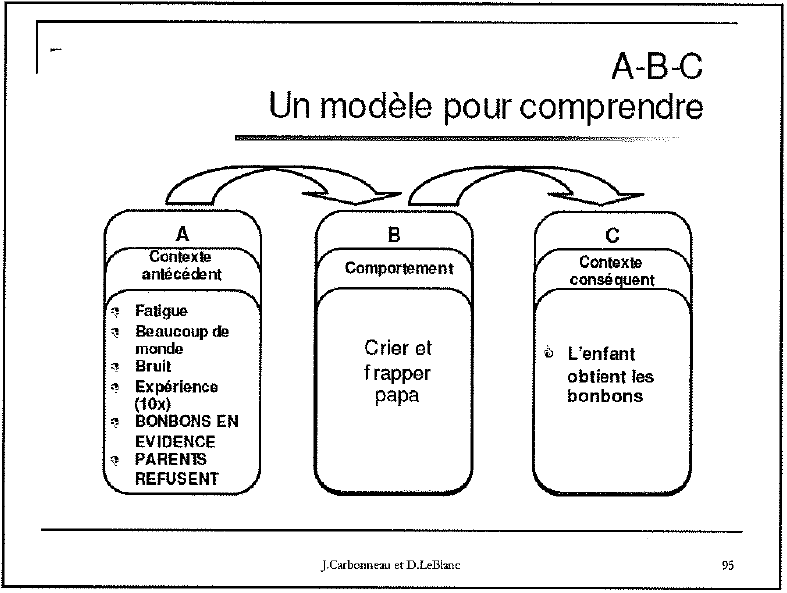 A-B-C
Un modèle pour comprendre
A
Contexte
antécédent
Fatigue
Beaucoup de
monde
Bruit
Expérience
(10x)
BONBONS EN
EVIDENCE
PARENTS
REFUSENT
B
Comportement
Crier et
frapper
papa
C
Contexte
conséquent
L'enfant
obtient les
bonbons
J.Carbonneau et D.LeBlanc
95